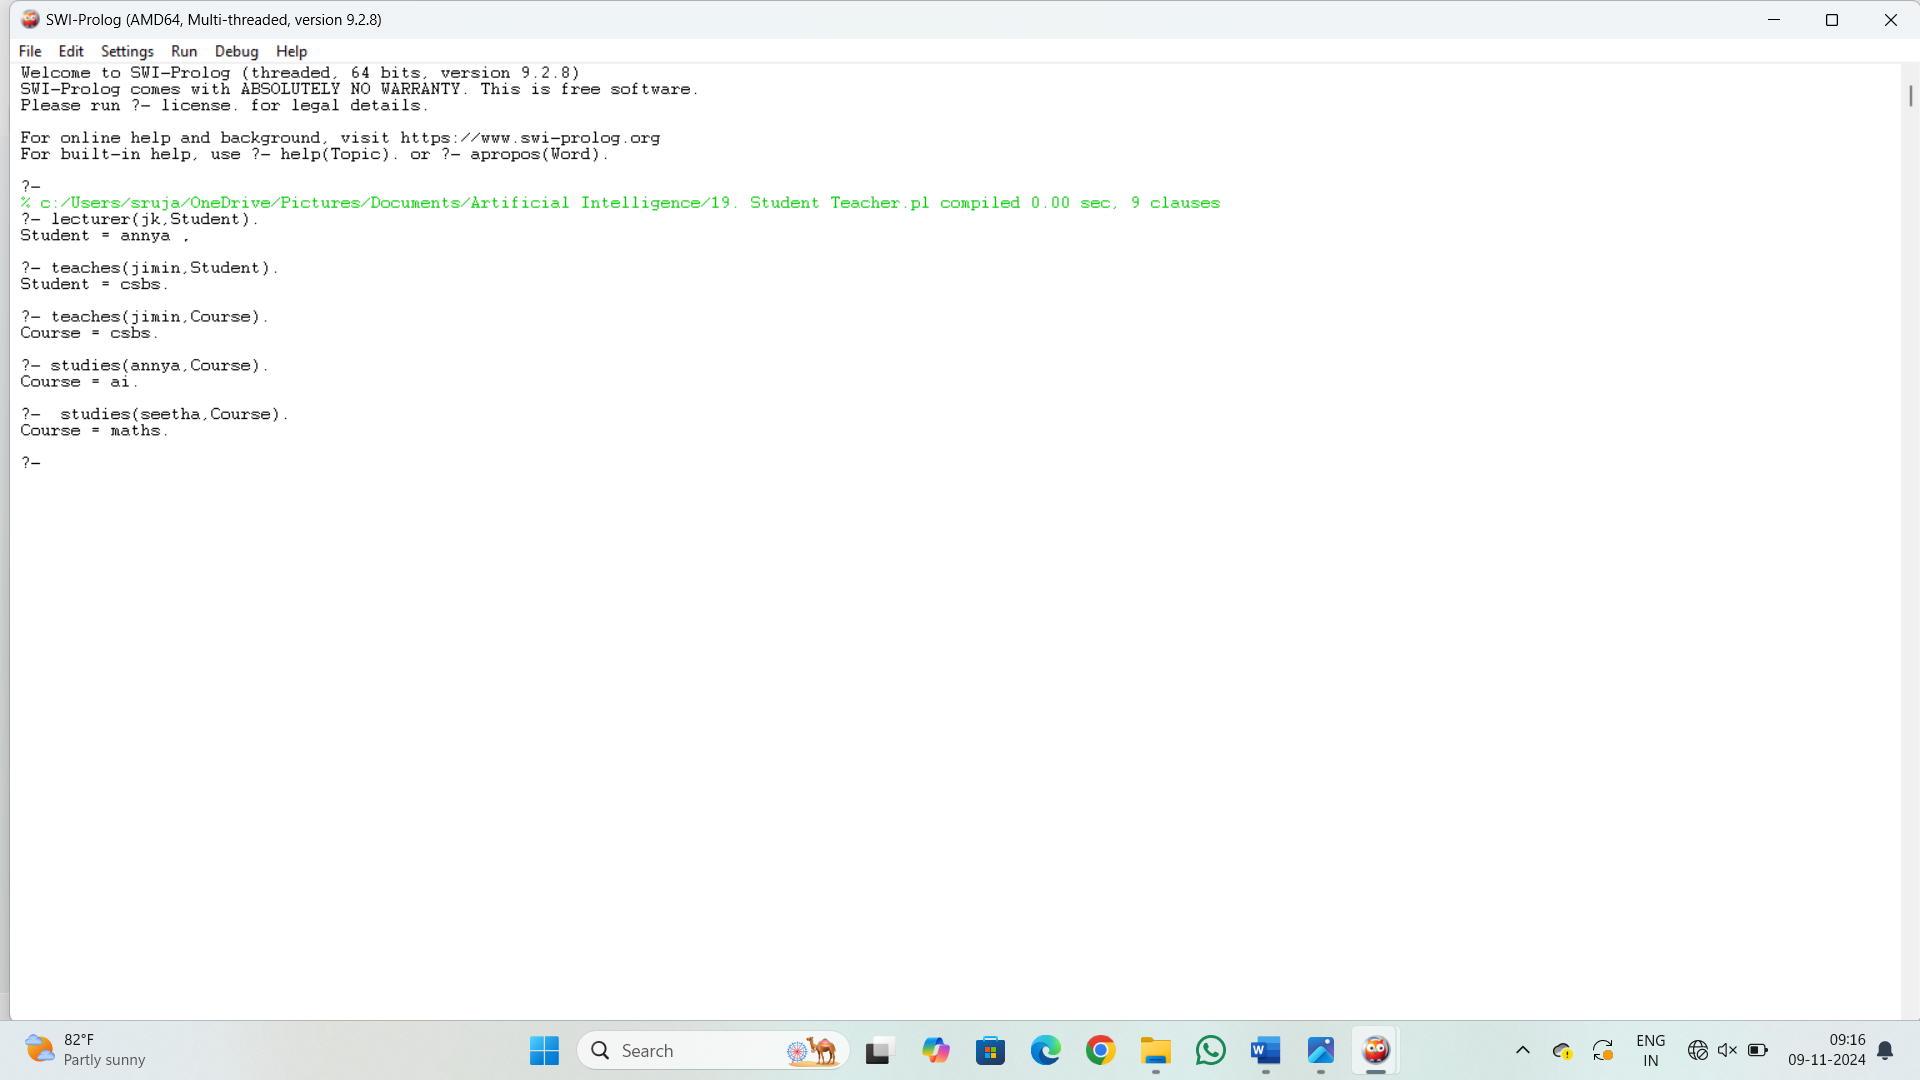 SWI-Prolog (AMD64, Multi-threaded, version 9.2.8)
File Edit Settings Run Debug Help
Welcome to SWI-Prolog (threaded, 64 bits, version 9.2.8)
SWI-Prolog comes with ABSOLUTELY NO WARRANTY. This is free software.
Please run ?- license. for legal details.
For online help and background, visit https://www.swi-prolog.org
For built-in help, use ?- help(Topic). or ?- apropos(Word).
?-
% c:/Users/sruja/OneDrive/Pictures/Documents/Artificial Intelligence/19. Student Teacher.pl compiled 0.00 sec, 9 clauses
?- lecturer(jk,Student).
Student = annya .
?- teaches(jimin,Student).
Student = csbs.
?- teaches(jimin,Course).
Course = csbs.
?- studies(annya,Course).
Course = ai.
?-  studies(seetha,Course).
Course = maths.
?-
82°F
Partly sunny
Search
ENG
IN
09:16
09-11-2024